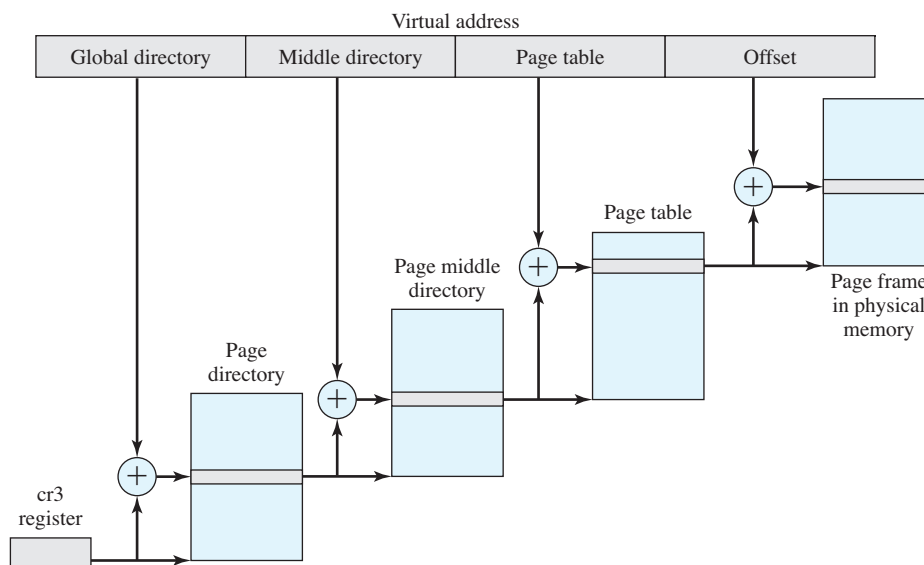 Virtual address
Global directory
Middle directory
Page table
Offset
+
Page table
+
Page middle
directory
Page frame
in physical
memory
Page
directory
+
+
cr3
register